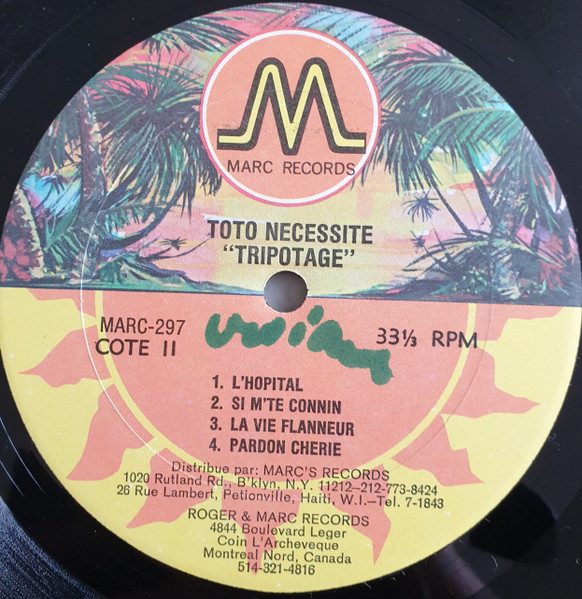 M
MARC RECORDS
TOTO NECESSITE
"TRIPOTAGE"
MARC-297
33⅓ RPM
COTE II
1. L'HOPITAL
2. SI M'TE CONNIN
3. LA VIE FLANNEUR
4. PARDON CHERIE
Distribue par: MARC'S RECORDS
1020 Rutland Rd., B'klyn, N.Y. 11212–212-773-8424
26 Rue Lambert, Petionville, Haiti, W.I.–Tel. 7-1843
ROGER & MARC RECORDS
4844 Boulevard Leger
Coin L'Archeveque
Montreal Nord, Canada
514-321-4816